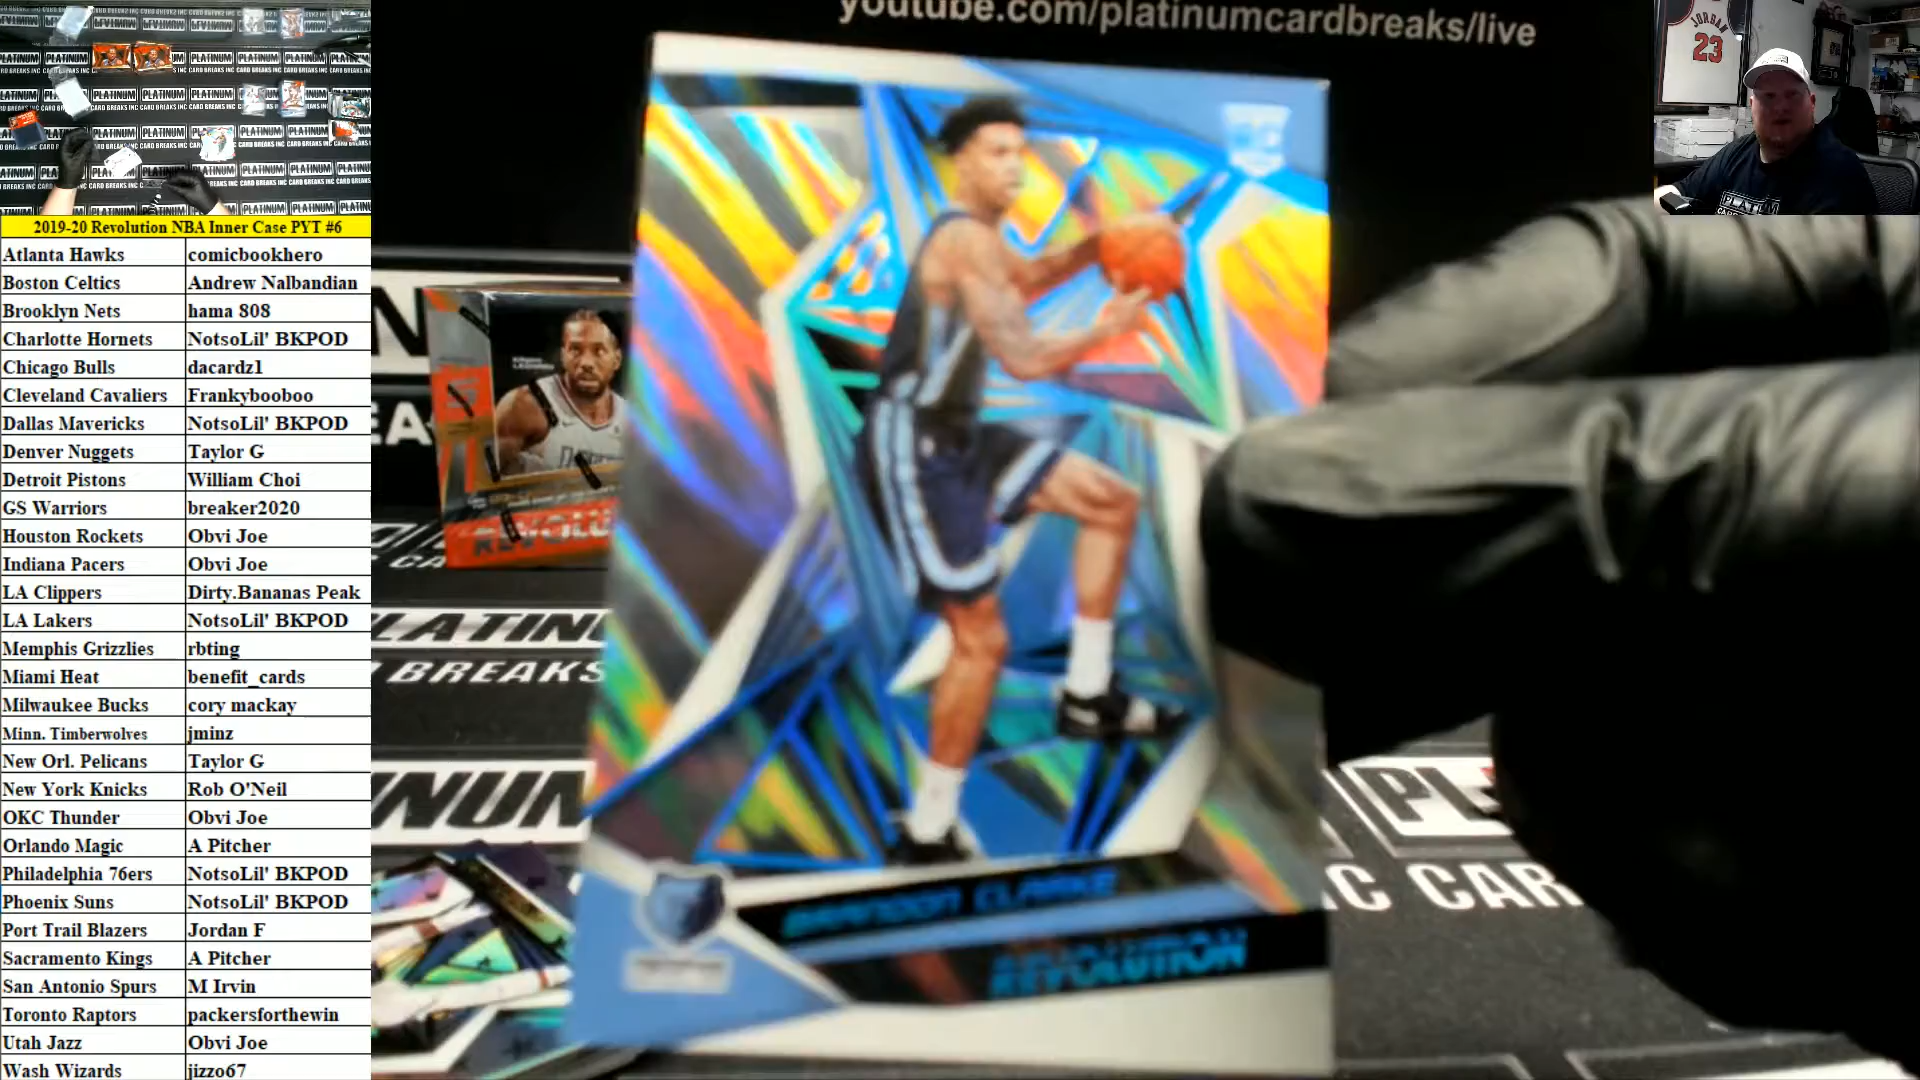 youtube.com/platinumcardbreaks/live
JORDAN
23
2019-20 Revolution NBA Inner Case PYT #6
Atlanta Hawks comicbookhero
Boston Celtics Andrew Nalbandian
Brooklyn Nets hama 808
Charlotte Hornets NotsoLil' BKPOD
Chicago Bulls dacardz1
Cleveland Cavaliers Frankybooboo
Dallas Mavericks NotsoLil' BKPOD
Denver Nuggets Taylor G
Detroit Pistons William Choi
GS Warriors breaker2020
Houston Rockets Obvi Joe
Indiana Pacers Obvi Joe
LA Clippers Dirty.Bananas Peak
LA Lakers NotsoLil' BKPOD
Memphis Grizzlies rbting
Miami Heat benefit_cards
Milwaukee Bucks cory mackay
Minn. Timberwolves jminz
New Orl. Pelicans Taylor G
New York Knicks Rob O'Neil
OKC Thunder Obvi Joe
Orlando Magic A Pitcher
Philadelphia 76ers NotsoLil' BKPOD
Phoenix Suns NotsoLil' BKPOD
Port Trail Blazers Jordan F
Sacramento Kings A Pitcher
San Antonio Spurs M Irvin
Toronto Raptors packersforthewin
Utah Jazz Obvi Joe
Wash Wizards jizzo67
BRANDON CLARKE
REVOLUTION
REVOLU
LATIN
BREAKS
NUM
PL
C CAR